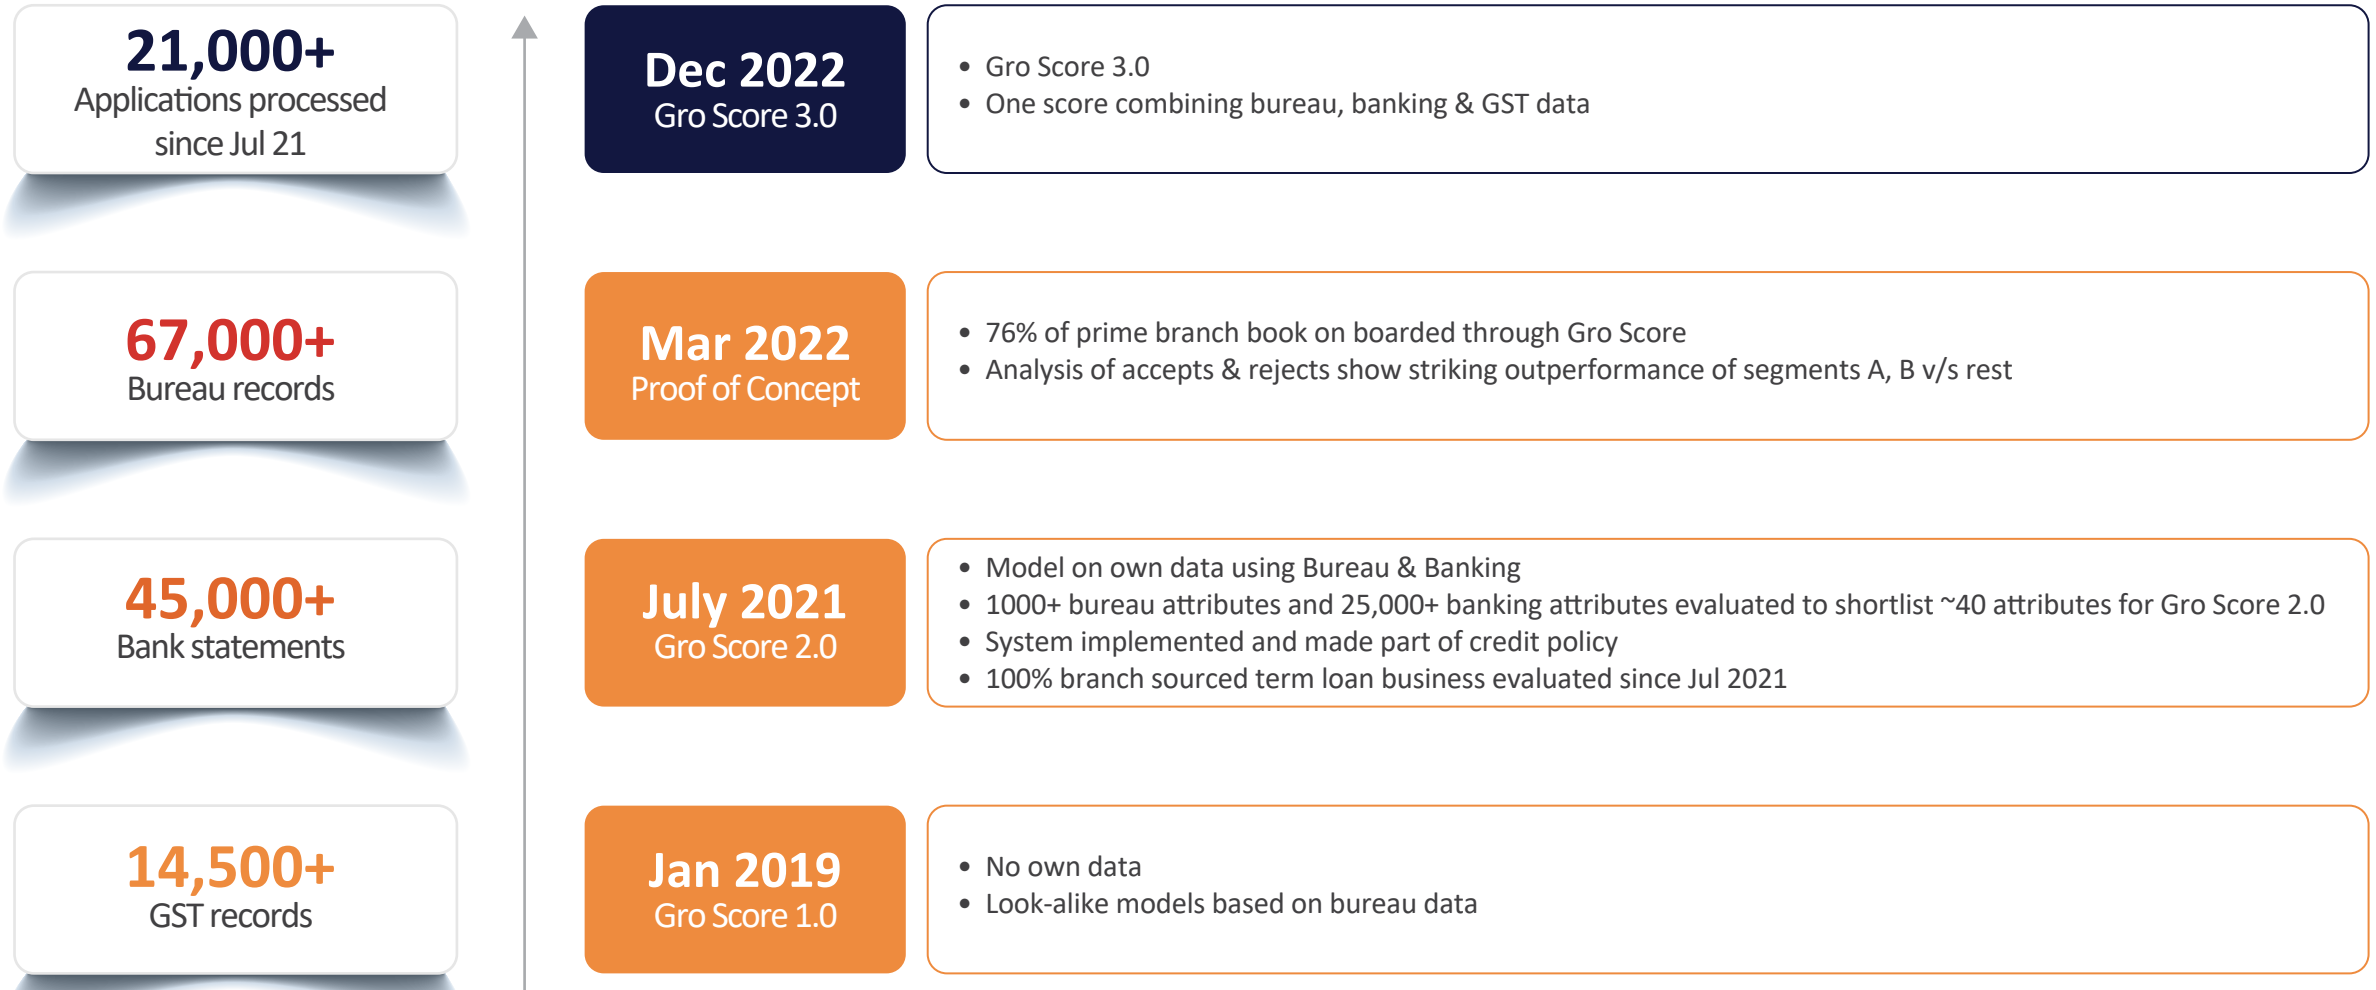 21,000+
Applications processed
since Jul 21
67,000+
Bureau records
45,000+
Bank statements
14,500+
GST records
Dec 2022
Gro Score 3.0
• Gro Score 3.0
• One score combining bureau, banking & GST data
Mar 2022
Proof of Concept
• 76% of prime branch book on boarded through Gro Score
• Analysis of accepts & rejects show striking outperformance of segments A, B v/s rest
July 2021
Gro Score 2.0
• Model on own data using Bureau & Banking
• 1000+ bureau attributes and 25,000+ banking attributes evaluated to shortlist ~40 attributes for Gro Score 2.0
• System implemented and made part of credit policy
• 100% branch sourced term loan business evaluated since Jul 2021
Jan 2019
Gro Score 1.0
• No own data
• Look-alike models based on bureau data